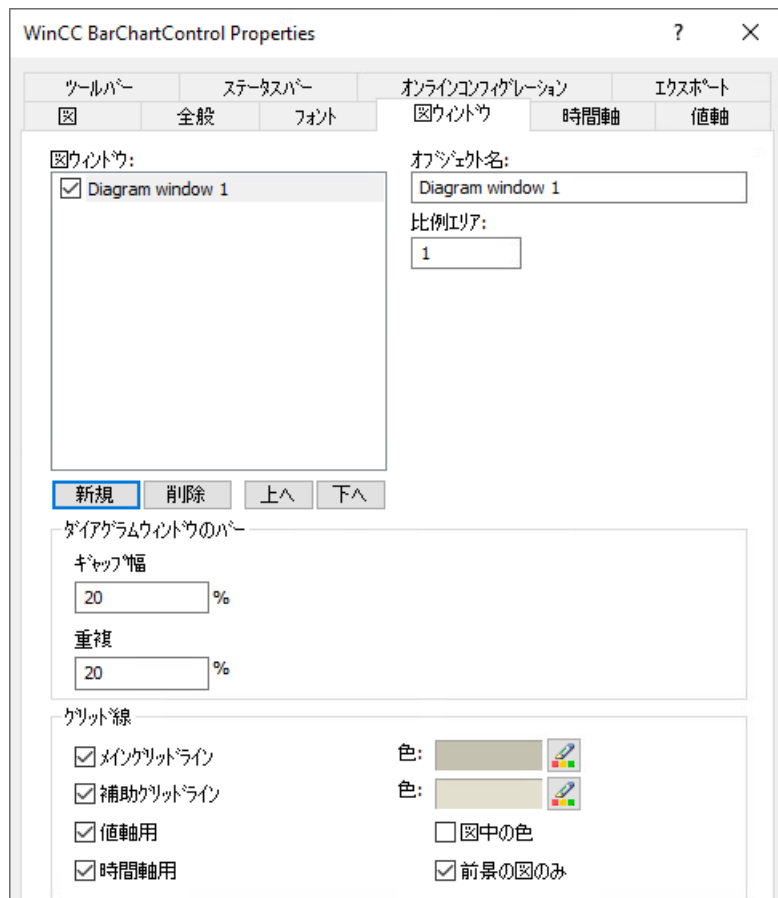 WinCC BarChartControl Properties ? ×
ツールバー ステータスバー オンラインコンフィグレーション エクスポート
図 全般 フォント 図ウィンドウ 時間軸 値軸
図ウィンドウ: オブジェクト名:
Diagram window 1 Diagram window 1
比例エリア:
1
新規 削除 上へ 下へ
ダイアグラムウィンドウのバー
ギャップ幅
20 %
重複
20 %
グリッド線
メイングリッドライン 色:
補助グリッドライン 色:
値軸用 図中の色
時間軸用 前景の図のみ